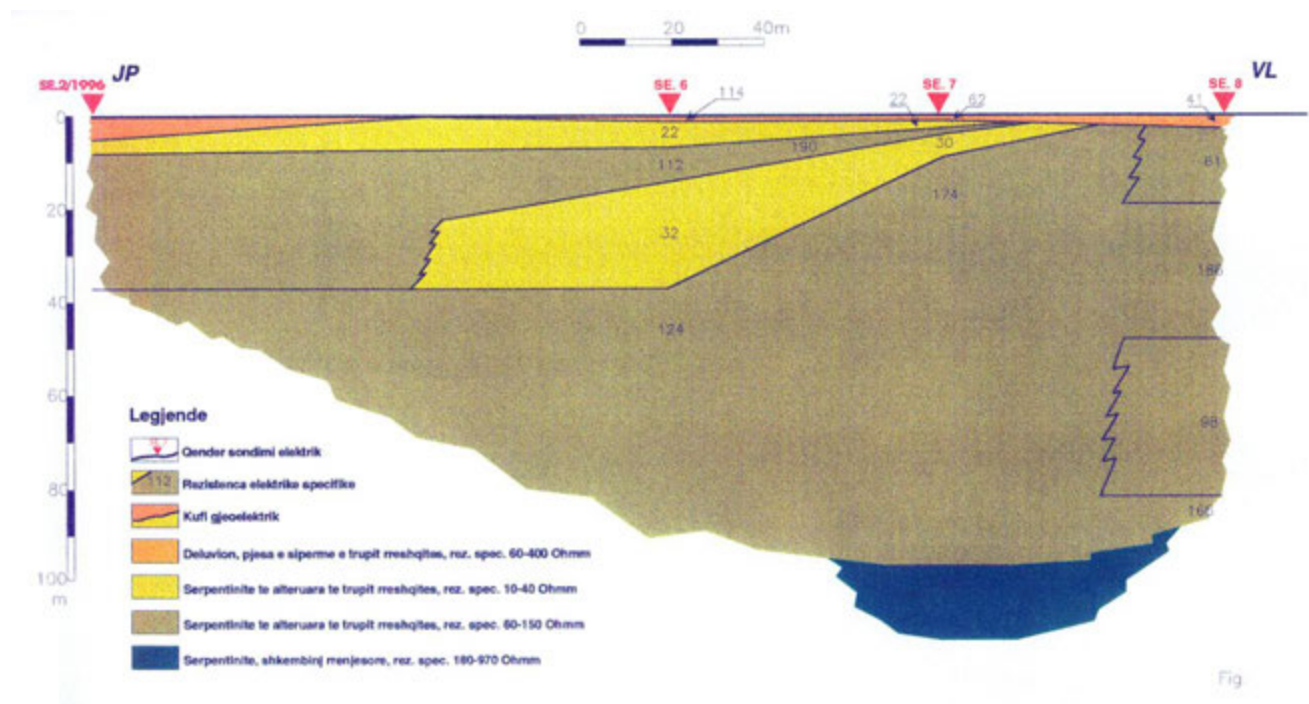 0 20 40m
SE.2/1996 JP SE. 6 SE. 7 SE. 8 VL
114 22 62 41
0
22
190
30
112
81
174
20
32
186
40
124
60
98
80
100
m
Legjende
Qender sondimi elektrik
112 Rezistenca elektrike specifike
Kufi gjeoelektrik
Deluvion, pjesa e siperme e trupit rreshqites, rez. spec. 60-400 Ohmm
Serpentinite te alteruara te trupit rreshqites, rez. spec. 10-40 Ohmm
Serpentinite te alteruara te trupit rreshqites, rez. spec. 60-150 Ohmm
Serpentinite, shkembinj rrenjesore, rez. spec. 180-970 Ohmm
Fig